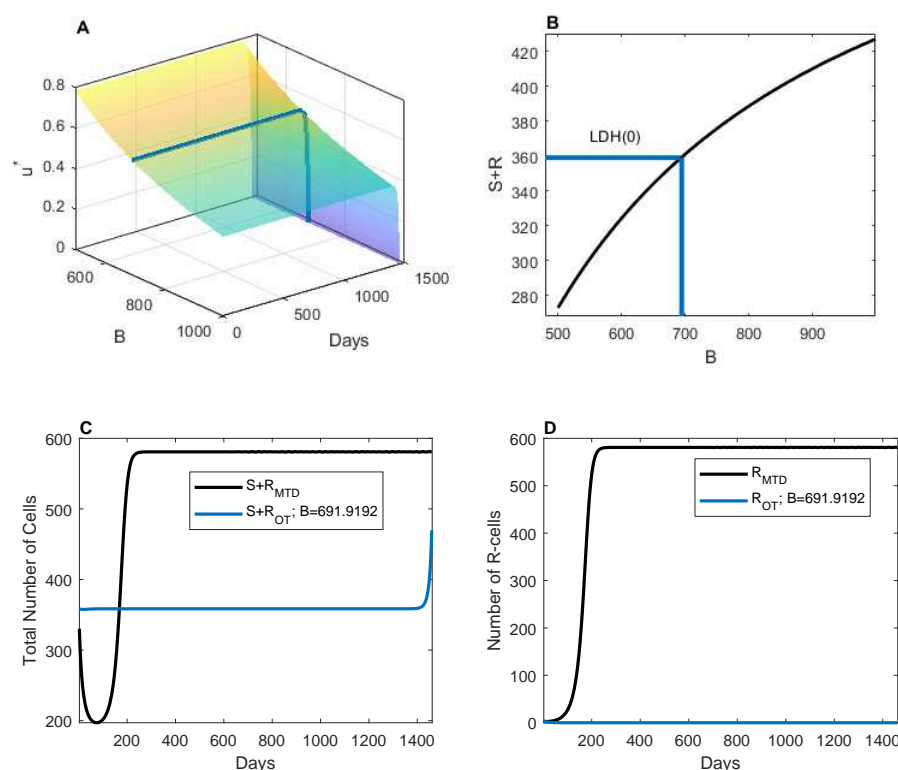 A
0.8
0.6
0.4
0.2
0
u*
600
800
1000
B
0
500
1000
1500
Days
B
420
400
380
360
340
320
300
280
S+R
LDH(0)
500
600
700
800
900
B
C
600
500
400
300
200
Total Number of Cells
S+R_MTD
S+R_OT; B=691.9192
200
400
600
800
1000
1200
1400
Days
D
600
500
400
300
200
100
0
Number of R-cells
R_MTD
R_OT; B=691.9192
200
400
600
800
1000
1200
1400
Days